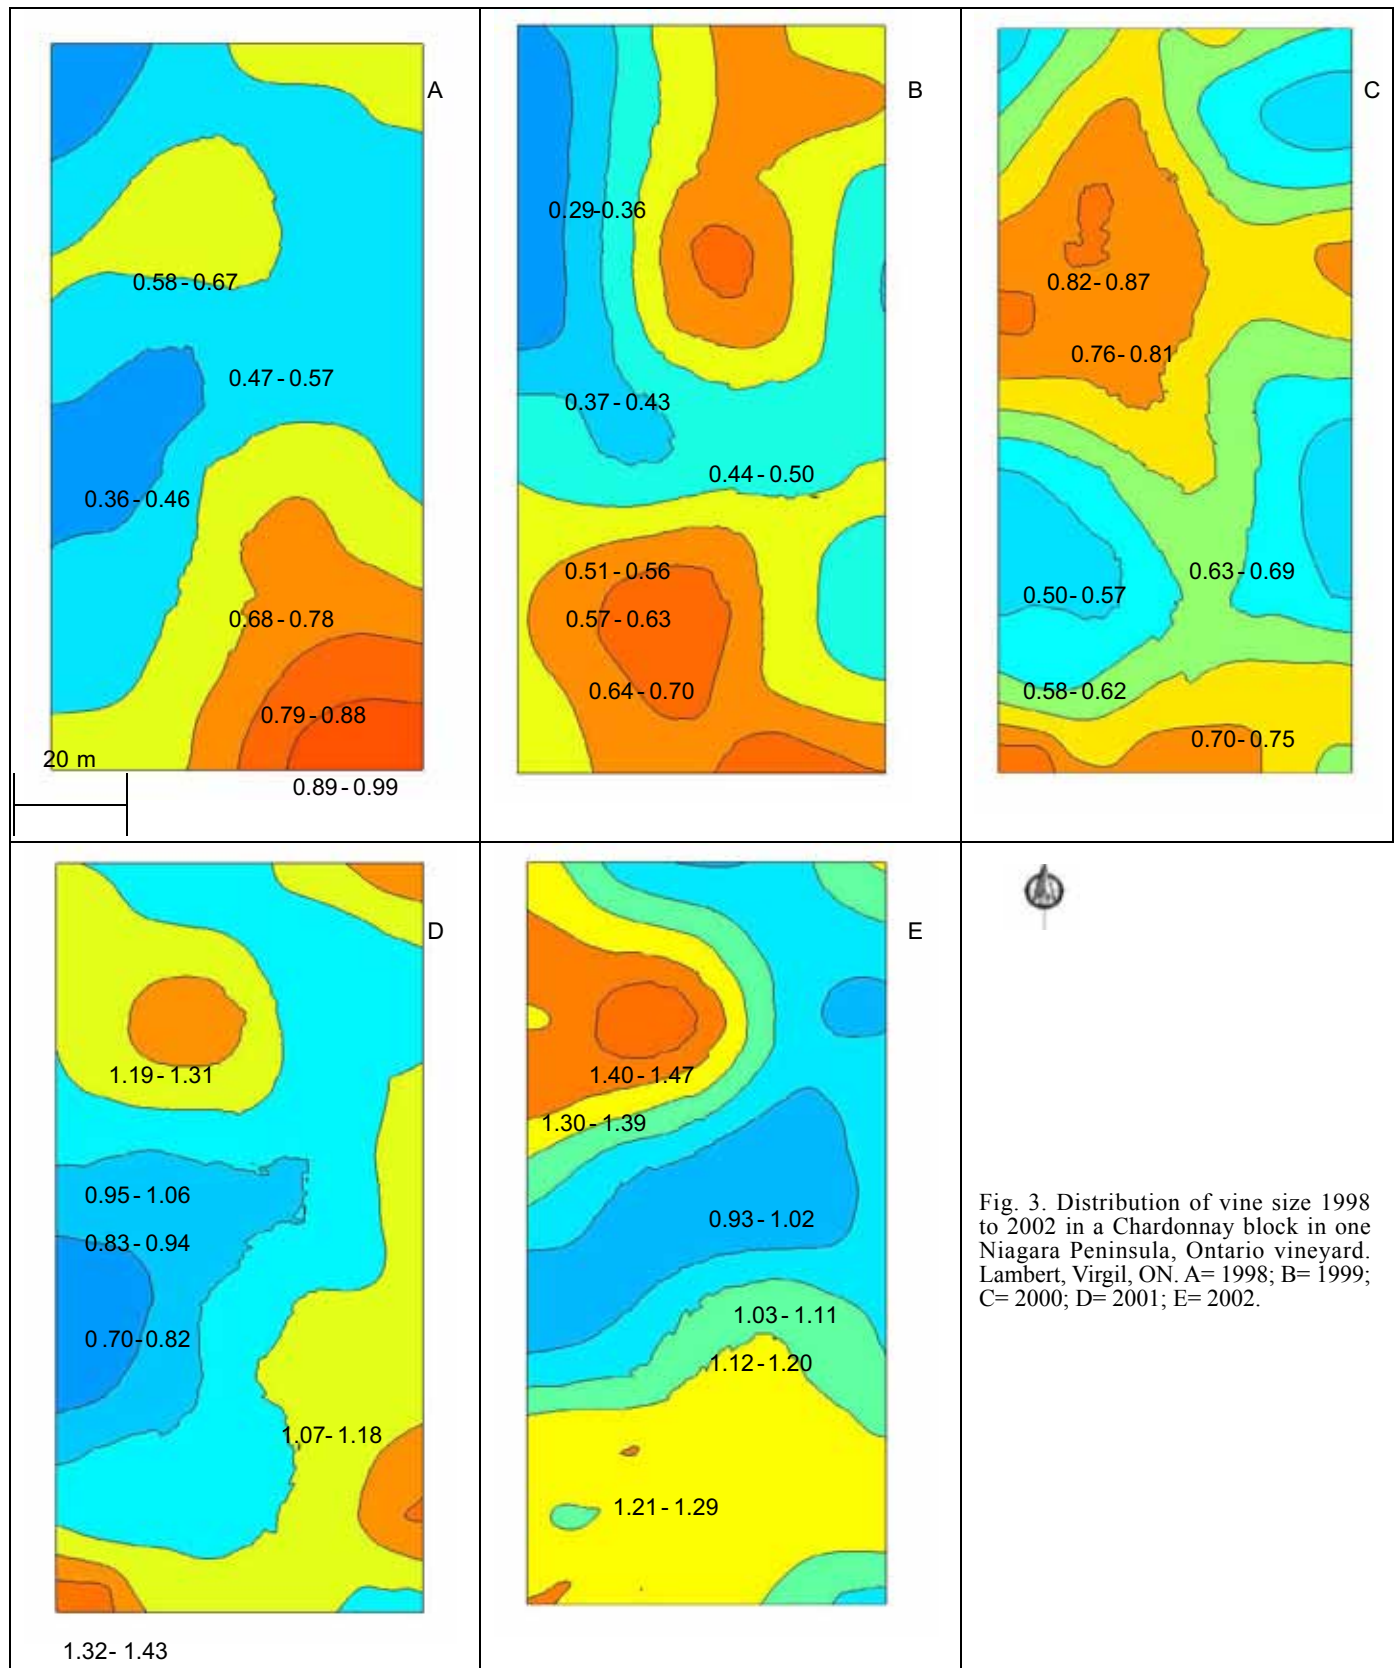 A
0.58-0.67
0.47-0.57
0.36-0.46
0.68-0.78
0.79-0.88
20 m
0.89-0.99
B
0.29-0.36
0.37-0.43
0.44-0.50
0.51-0.56
0.57-0.63
0.64-0.70
C
0.82-0.87
0.76-0.81
0.63-0.69
0.50-0.57
0.58-0.62
0.70-0.75
D
1.19-1.31
0.95-1.06
0.83-0.94
0.70-0.82
1.07-1.18
1.32-1.43
E
1.40-1.47
1.30-1.39
0.93-1.02
1.03-1.11
1.12-1.20
1.21-1.29
Fig. 3. Distribution of vine size 1998
to 2002 in a Chardonnay block in one
Niagara Peninsula, Ontario vineyard.
Lambert, Virgil, ON. A= 1998; B= 1999;
C= 2000; D= 2001; E= 2002.